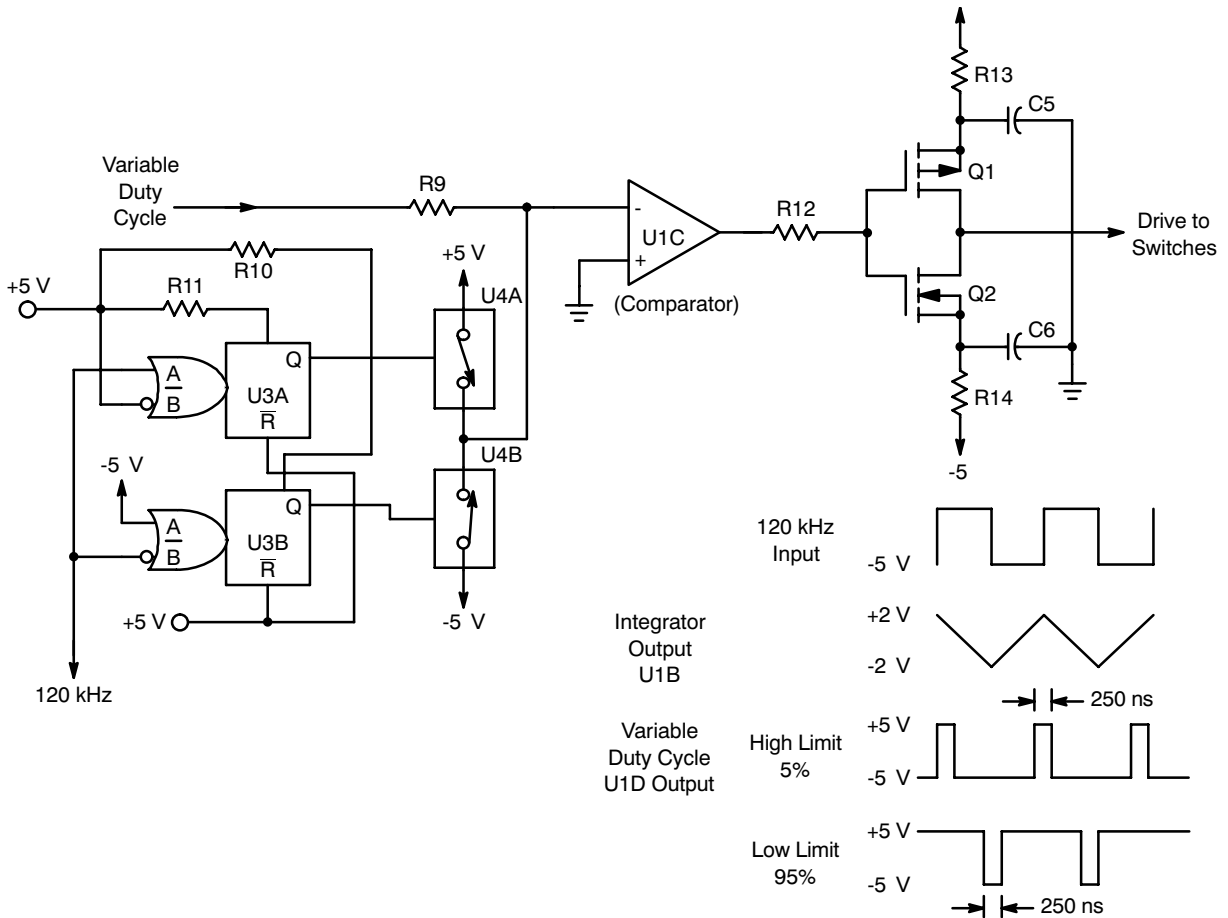 R13
C5
Variable
Duty
Cycle
R9
-
U1C
+
(Comparator)
R12
Q1
Drive to
Switches
Q2
C6
R14
-5
+5 V
R10
R11
+5 V
U4A
A
B
Q
U3A
R
U4B
-5 V
A
B
Q
U3B
R
+5 V
-5 V
120 kHz
120 kHz
Input
-5 V
Integrator
Output
U1B
+2 V
-2 V
250 ns
Variable
Duty Cycle
U1D Output
High Limit
5%
+5 V
-5 V
Low Limit
95%
+5 V
-5 V
250 ns